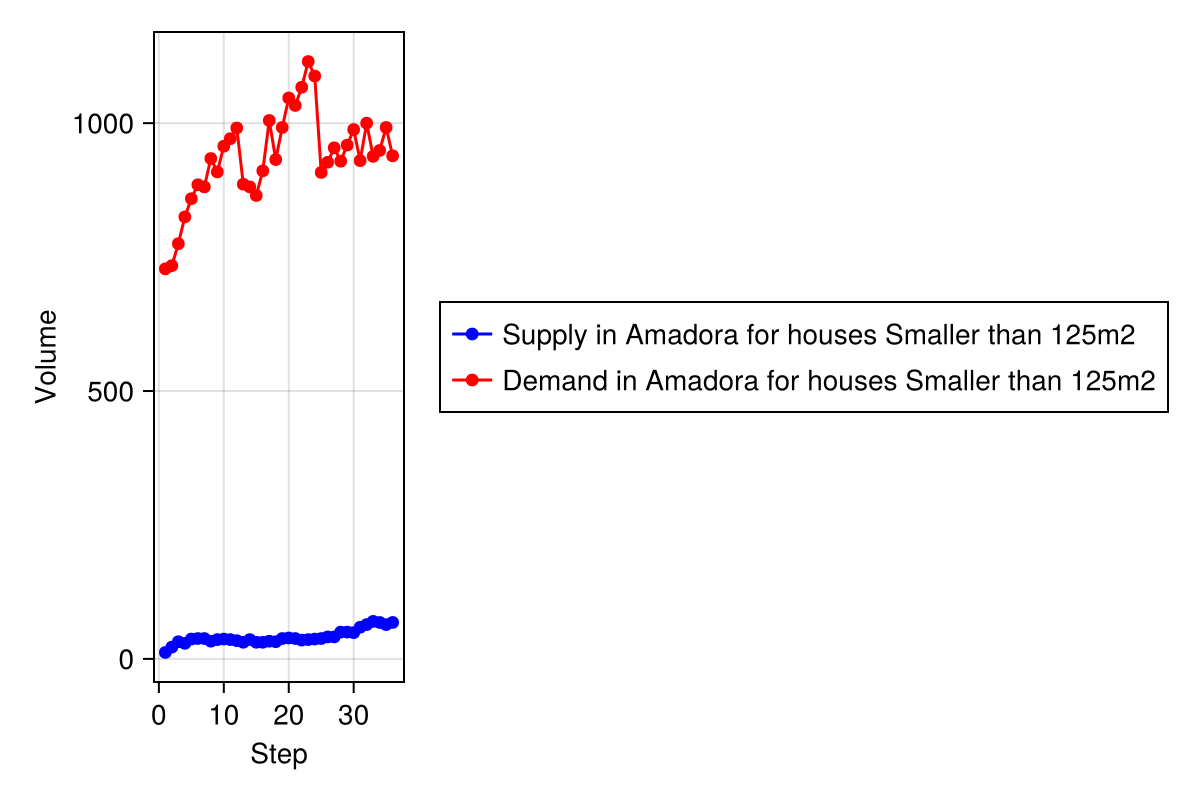 Volume
1000
500
0
0 10 20 30
Step
Supply in Amadora for houses Smaller than 125m2
Demand in Amadora for houses Smaller than 125m2